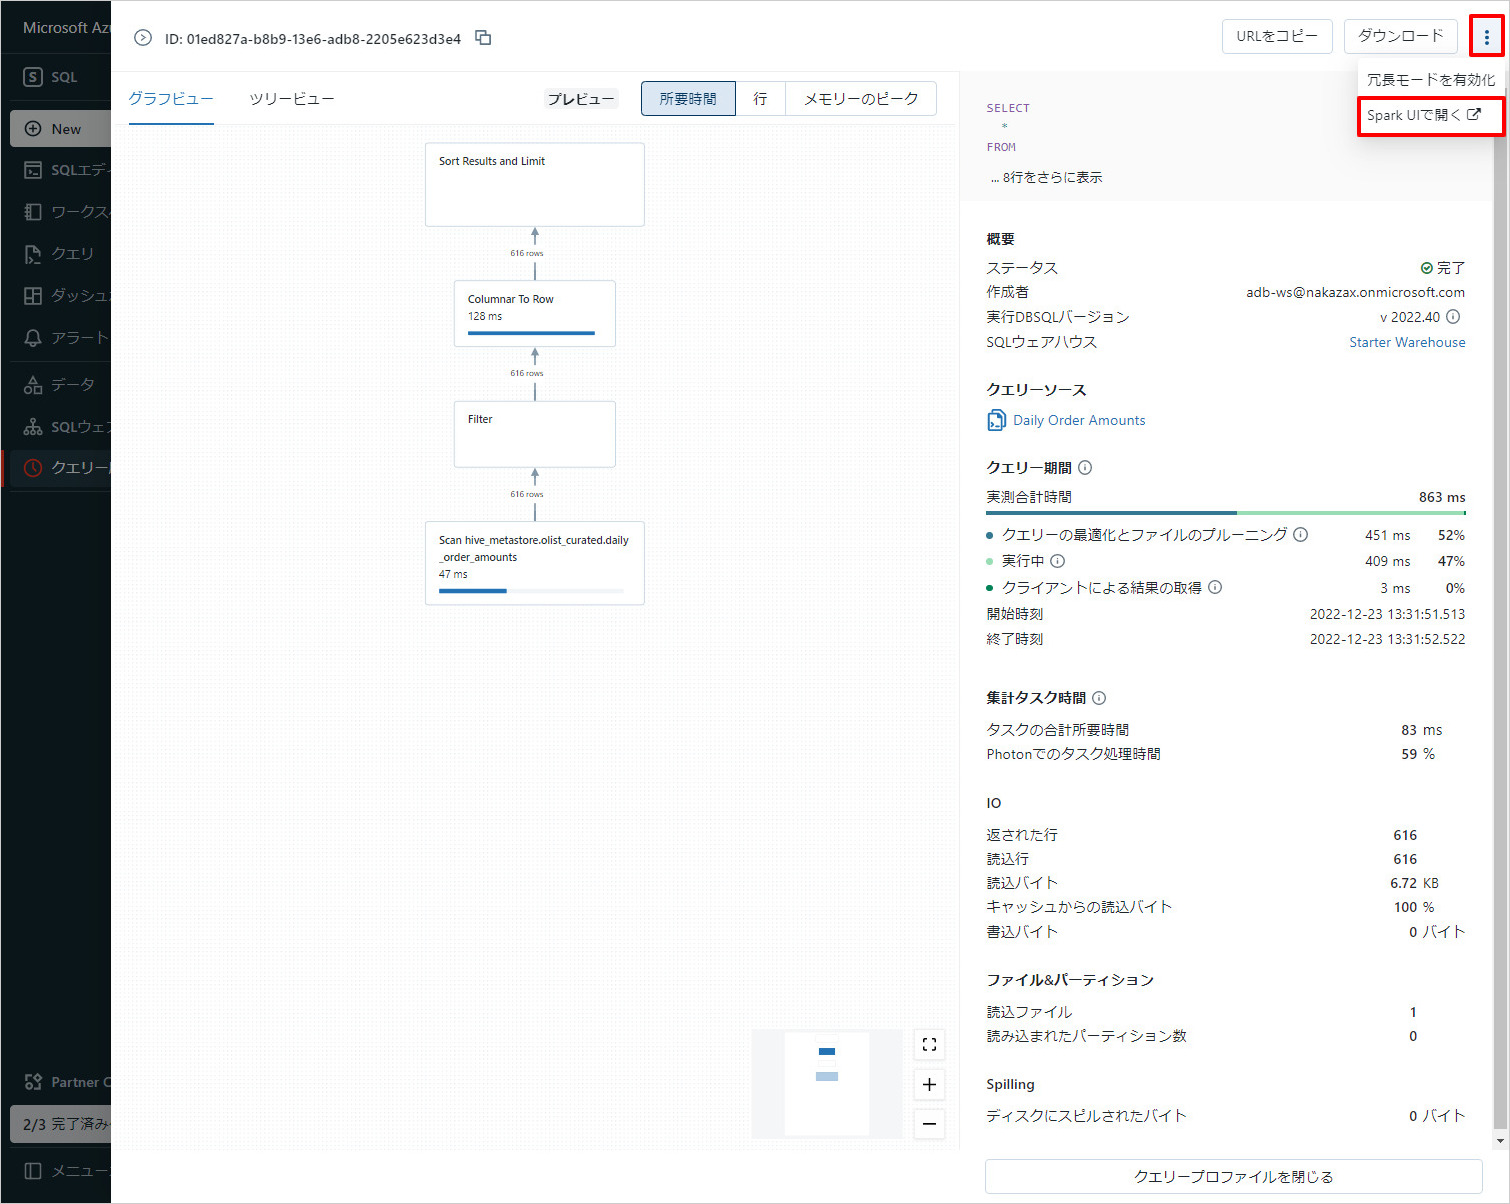 Microsoft Azu
SQL
New
SQLエディ
ワークス
クエリ
ダッシュ
アラート
データ
SQLウェア
クエリー
Partner C
2/3 完了済み
メニュー
ID: 01ed827a-b8b9-13e6-adb8-2205e623d3e4
URLをコピー
ダウンロード
冗長モードを有効化
Spark UIで開く
グラフビュー
ツリービュー
プレビュー
所要時間
行
メモリーのピーク
Sort Results and Limit
616 rows
Columnar To Row
128 ms
616 rows
Filter
616 rows
Scan hive_metastore.olist_curated.daily
_order_amounts
47 ms
SELECT
*
FROM
... 8行をさらに表示
概要
ステータス 完了
作成者 adb-ws@nakazax.onmicrosoft.com
実行DBSQLバージョン v 2022.40
SQLウェアハウス Starter Warehouse
クエリーソース
Daily Order Amounts
クエリー期間
実測合計時間 863 ms
クエリーの最適化とファイルのプルーニング 451 ms 52%
実行中 409 ms 47%
クライアントによる結果の取得 3 ms 0%
開始時刻 2022-12-23 13:31:51.513
終了時刻 2022-12-23 13:31:52.522
集計タスク時間
タスクの合計所要時間 83 ms
Photonでのタスク処理時間 59 %
IO
返された行 616
読込行 616
読込バイト 6.72 KB
キャッシュからの読込バイト 100 %
書込バイト 0 バイト
ファイル&パーティション
読込ファイル 1
読み込まれたパーティション数 0
Spilling
ディスクにスピルされたバイト 0 バイト
クエリープロファイルを閉じる